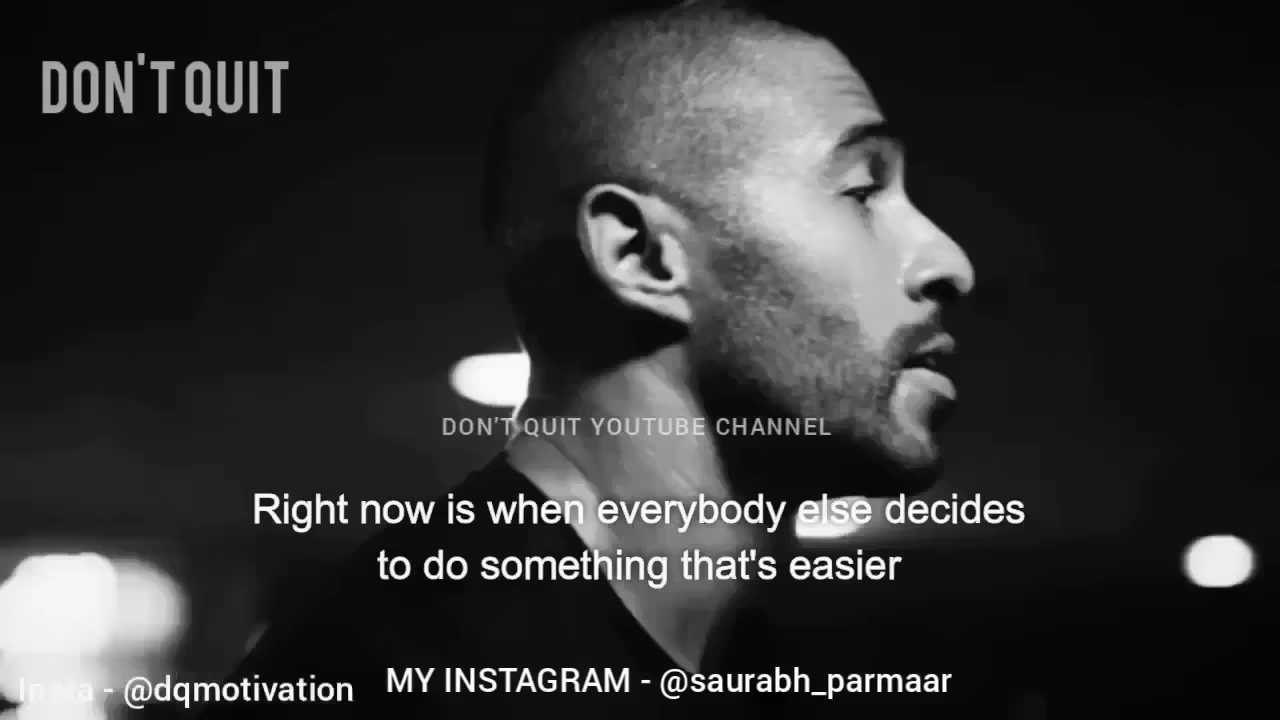 DON'T QUIT
DON'T QUIT YOUTUBE CHANNEL
Right now is when everybody else decides
to do something that's easier
Insta - @dqmotivation
MY INSTAGRAM - @saurabh_parmaar